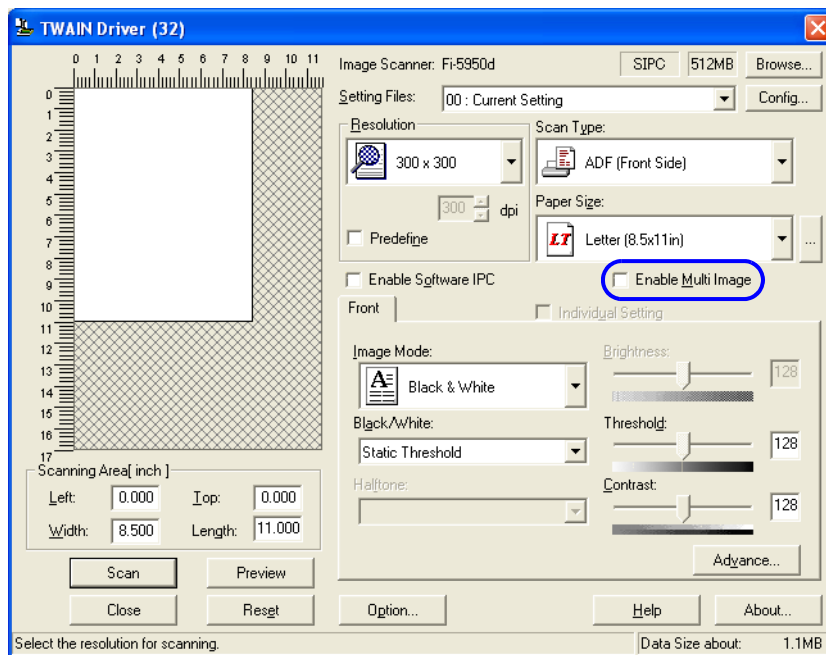 TWAIN Driver (32)
0 1 2 3 4 5 6 7 8 9 10 11
0
1
2
3
4
5
6
7
8
9
10
11
12
13
14
15
16
17
Image Scanner: Fi-5950d SIPC 512MB Browse...
Setting Files: 00 : Current Setting Config...
Resolution
300 x 300
300 dpi
Predefine
Scan Type:
ADF (Front Side)
Paper Size:
LT Letter (8.5x11in) ...
Enable Software IPC Enable Multi Image
Front Individual Setting
Image Mode:
A Black & White
Black/White:
Static Threshold
Halftone:
Brightness:
128
Threshold:
128
Contrast:
128
Advance...
Scanning Area[ inch ]
Left: 0.000 Top: 0.000
Width: 8.500 Length: 11.000
Scan Preview
Close Reset Option... Help About...
Select the resolution for scanning. Data Size about: 1.1MB